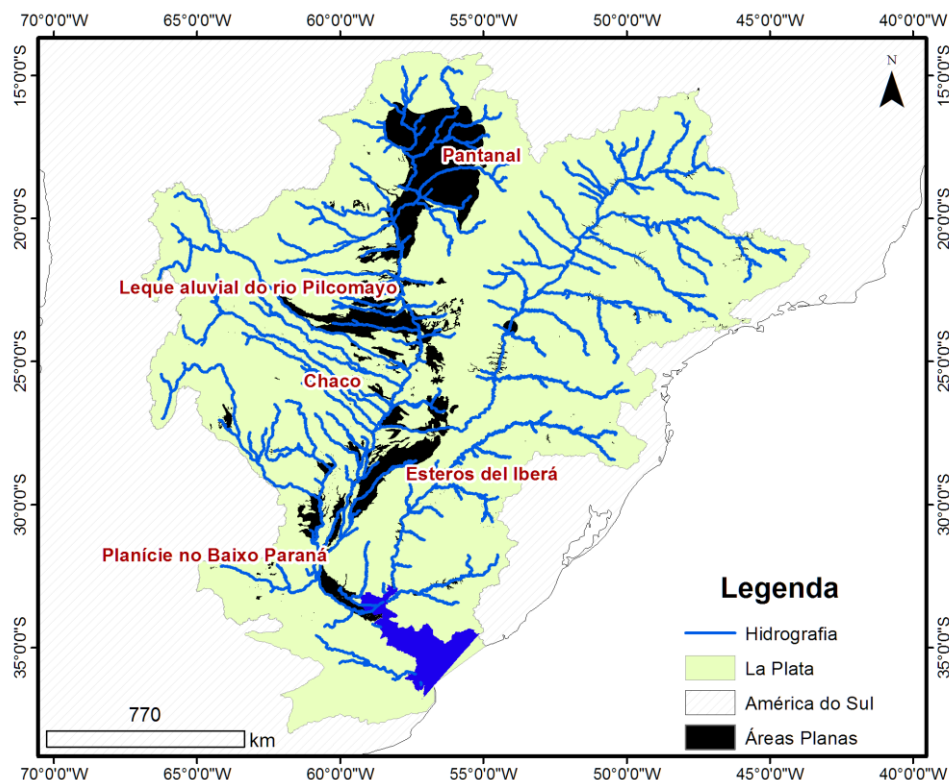 70°0'0"W 65°0'0"W 60°0'0"W 55°0'0"W 50°0'0"W 45°0'0"W 40°0'0"W
15°0'0"S 15°0'0"S
N
Pantanal
20°0'0"S 20°0'0"S
Leque aluvial do rio Pilcomayo
25°0'0"S 25°0'0"S
Chaco
Esteros del Iberá
30°0'0"S 30°0'0"S
Planície no Baixo Paraná
Legenda
Hidrografia
35°0'0"S 35°0'0"S
La Plata
América do Sul
770
km
Áreas Planas
70°0'0"W 65°0'0"W 60°0'0"W 55°0'0"W 50°0'0"W 45°0'0"W 40°0'0"W